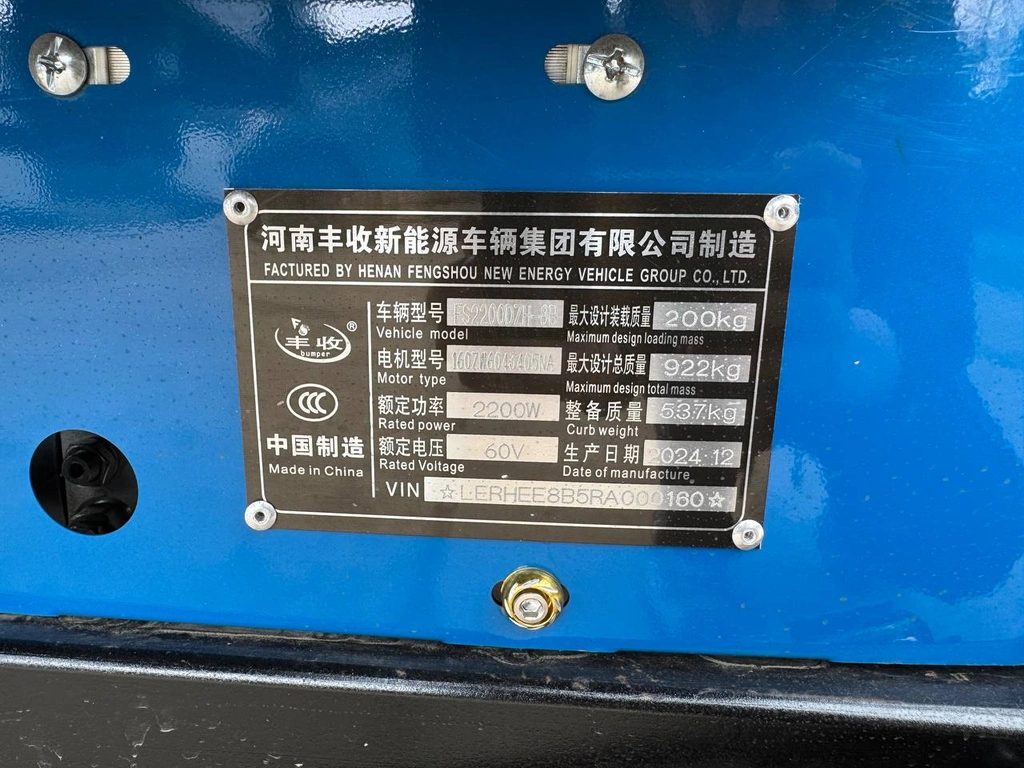 河南丰收新能源车辆集团有限公司制造
FACTURED BY HENAN FENGSHOU NEW ENERGY VEHICLE GROUP CO., LTD.
丰收®
bumper
CCC
中国制造
Made in China
车辆型号 FS2200DZH-3B
Vehicle model
电机型号
Motor type
额定功率 2200W
Rated power
额定电压 60V
Rated Voltage
最大设计装载质量 200kg
Maximum design loading mass
最大设计总质量 922kg
Maximum design total mass
整备质量 537kg
Curb weight
生产日期 2024.12
Date of manufacture
VIN ☆LERHEE8B5RA000160☆